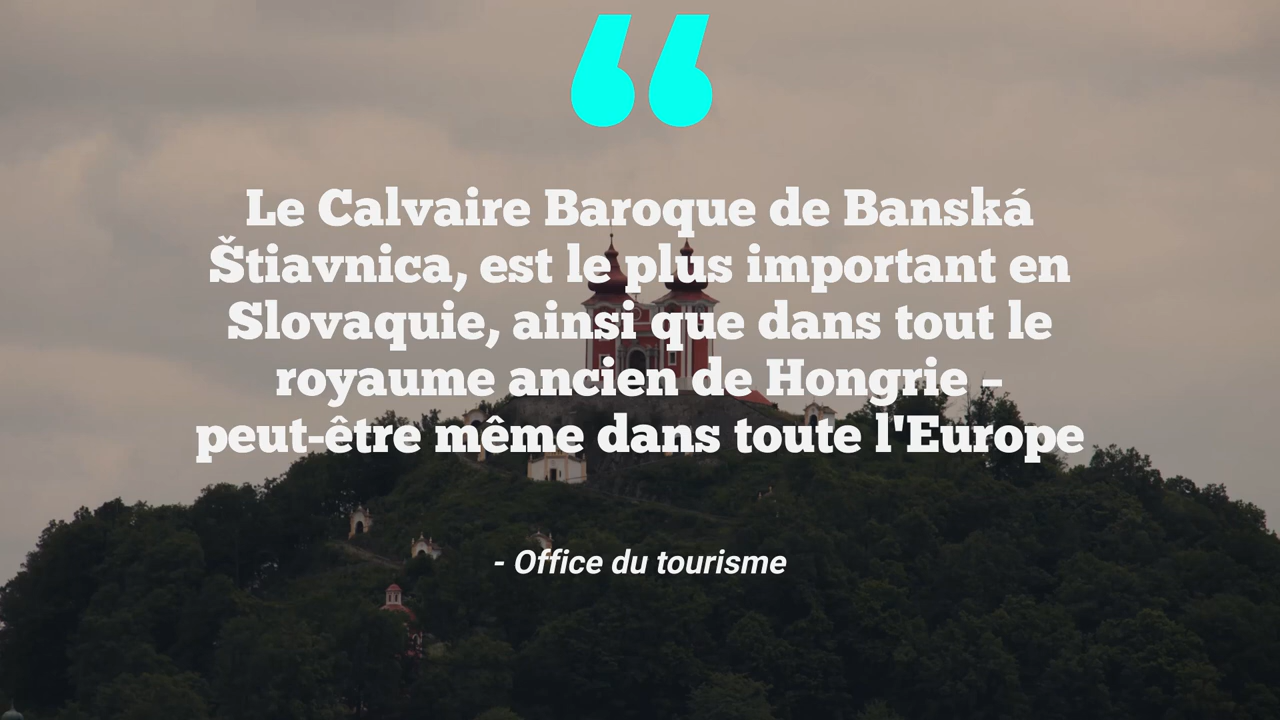 “
Le Calvaire Baroque de Banská
Štiavnica, est le plus important en
Slovaquie, ainsi que dans tout le
royaume ancien de Hongrie –
peut-être même dans toute l'Europe
- Office du tourisme